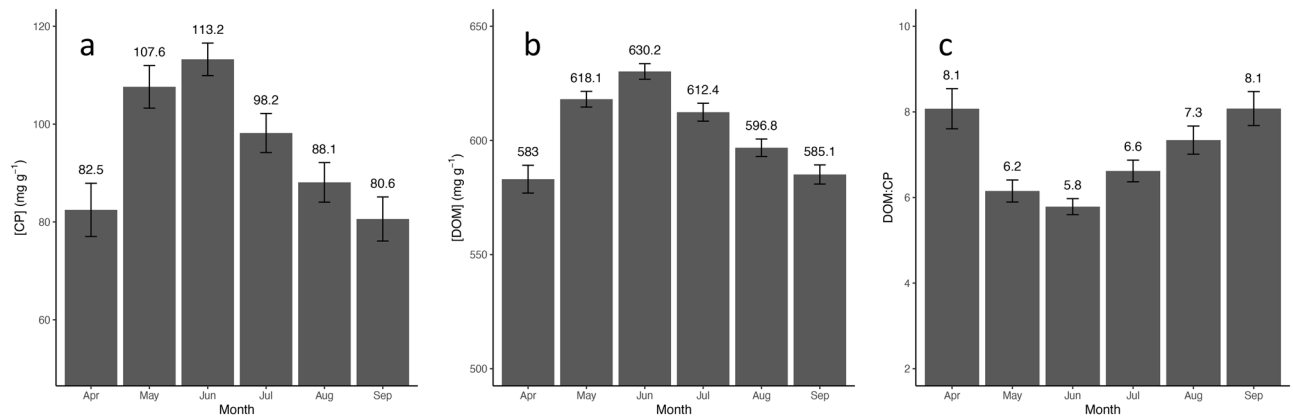 a
[CP] (mg g⁻¹)
120
100
80
60
82.5
107.6
113.2
98.2
88.1
80.6
Apr May Jun Jul Aug Sep
Month
b
[DOM] (mg g⁻¹)
650
600
550
500
583
618.1
630.2
612.4
596.8
585.1
Apr May Jun Jul Aug Sep
Month
c
DOM:CP
10
8
6
4
2
8.1
6.2
5.8
6.6
7.3
8.1
Apr May Jun Jul Aug Sep
Month